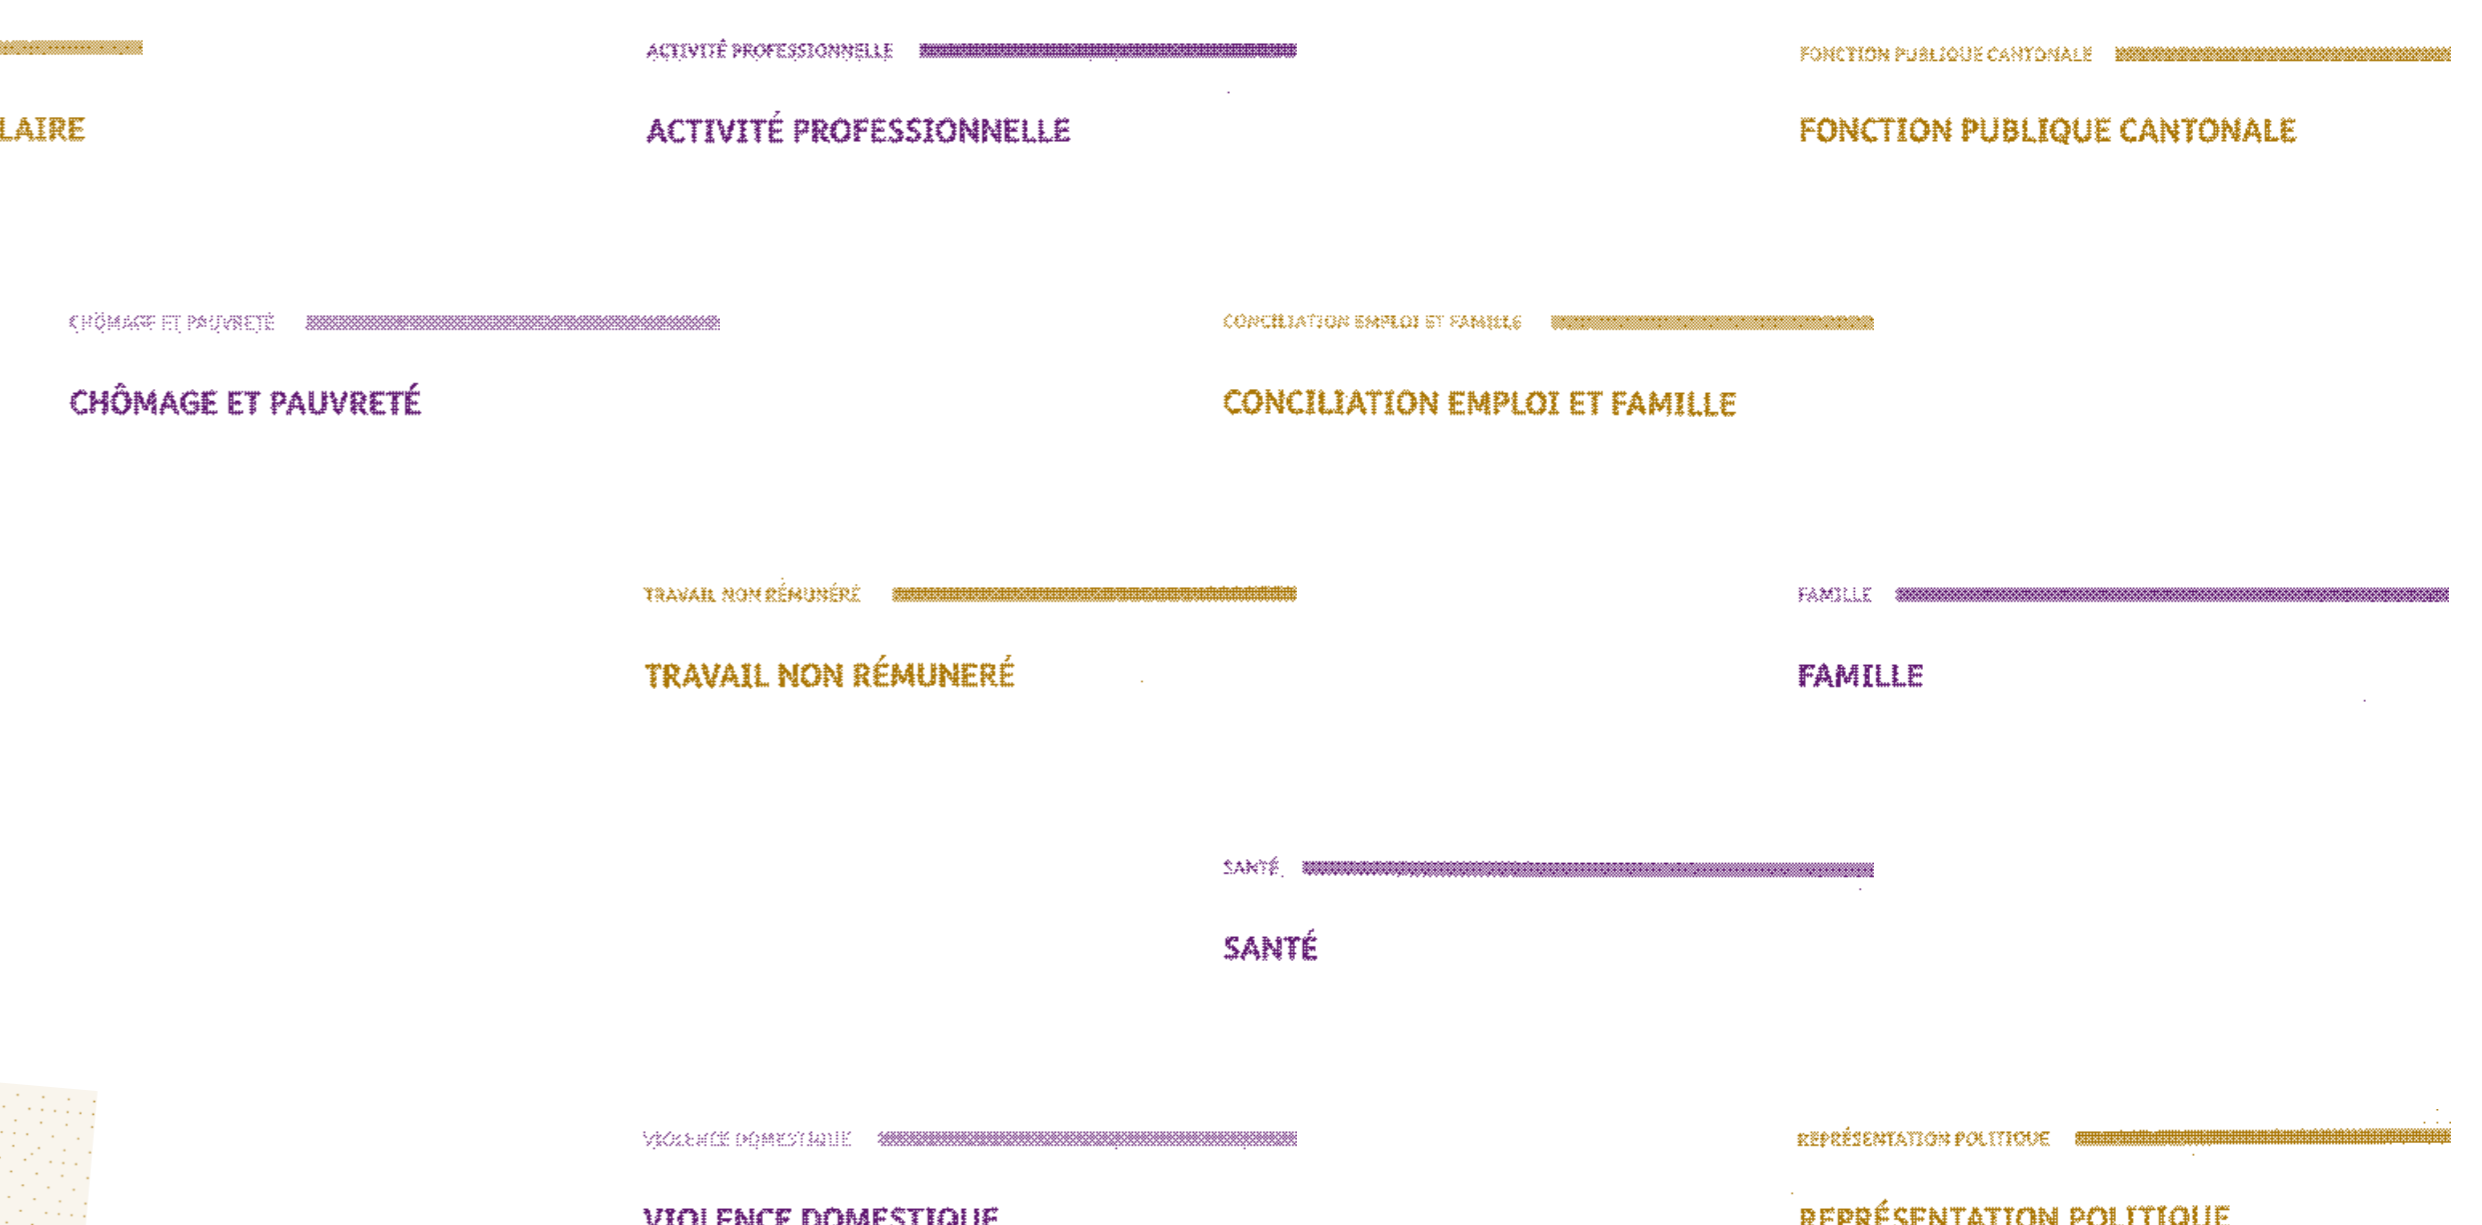 ACTIVITÉ PROFESSIONNELLE
FONCTION PUBLIQUE CANTONALE
LAIRE
ACTIVITÉ PROFESSIONNELLE
FONCTION PUBLIQUE CANTONALE
CHÔMAGE ET PAUVRETÉ
CONCILIATION EMPLOI ET FAMILLE
CHÔMAGE ET PAUVRETÉ
CONCILIATION EMPLOI ET FAMILLE
TRAVAIL NON RÉMUNÉRÉ
FAMILLE
TRAVAIL NON RÉMUNERÉ
FAMILLE
SANTÉ
SANTÉ
VIOLENCE DOMESTIQUE
REPRÉSENTATION POLITIQUE
VIOLENCE DOMESTIQUE
REPRÉSENTATION POLITIQUE